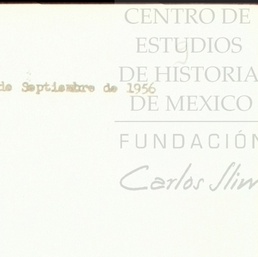 CENTRO DE
ESTUDIOS
DE HISTORIA
DE MEXICO
FUNDACIÓN
Carlos Slim
de Septiembre de 1956